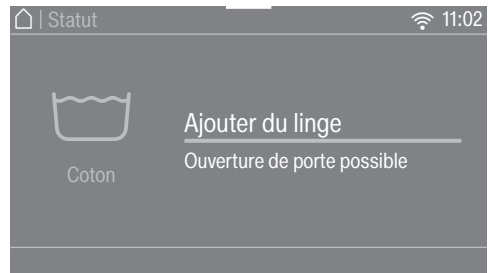 | Statut 11:02
Ajouter du linge
Ouverture de porte possible
Coton